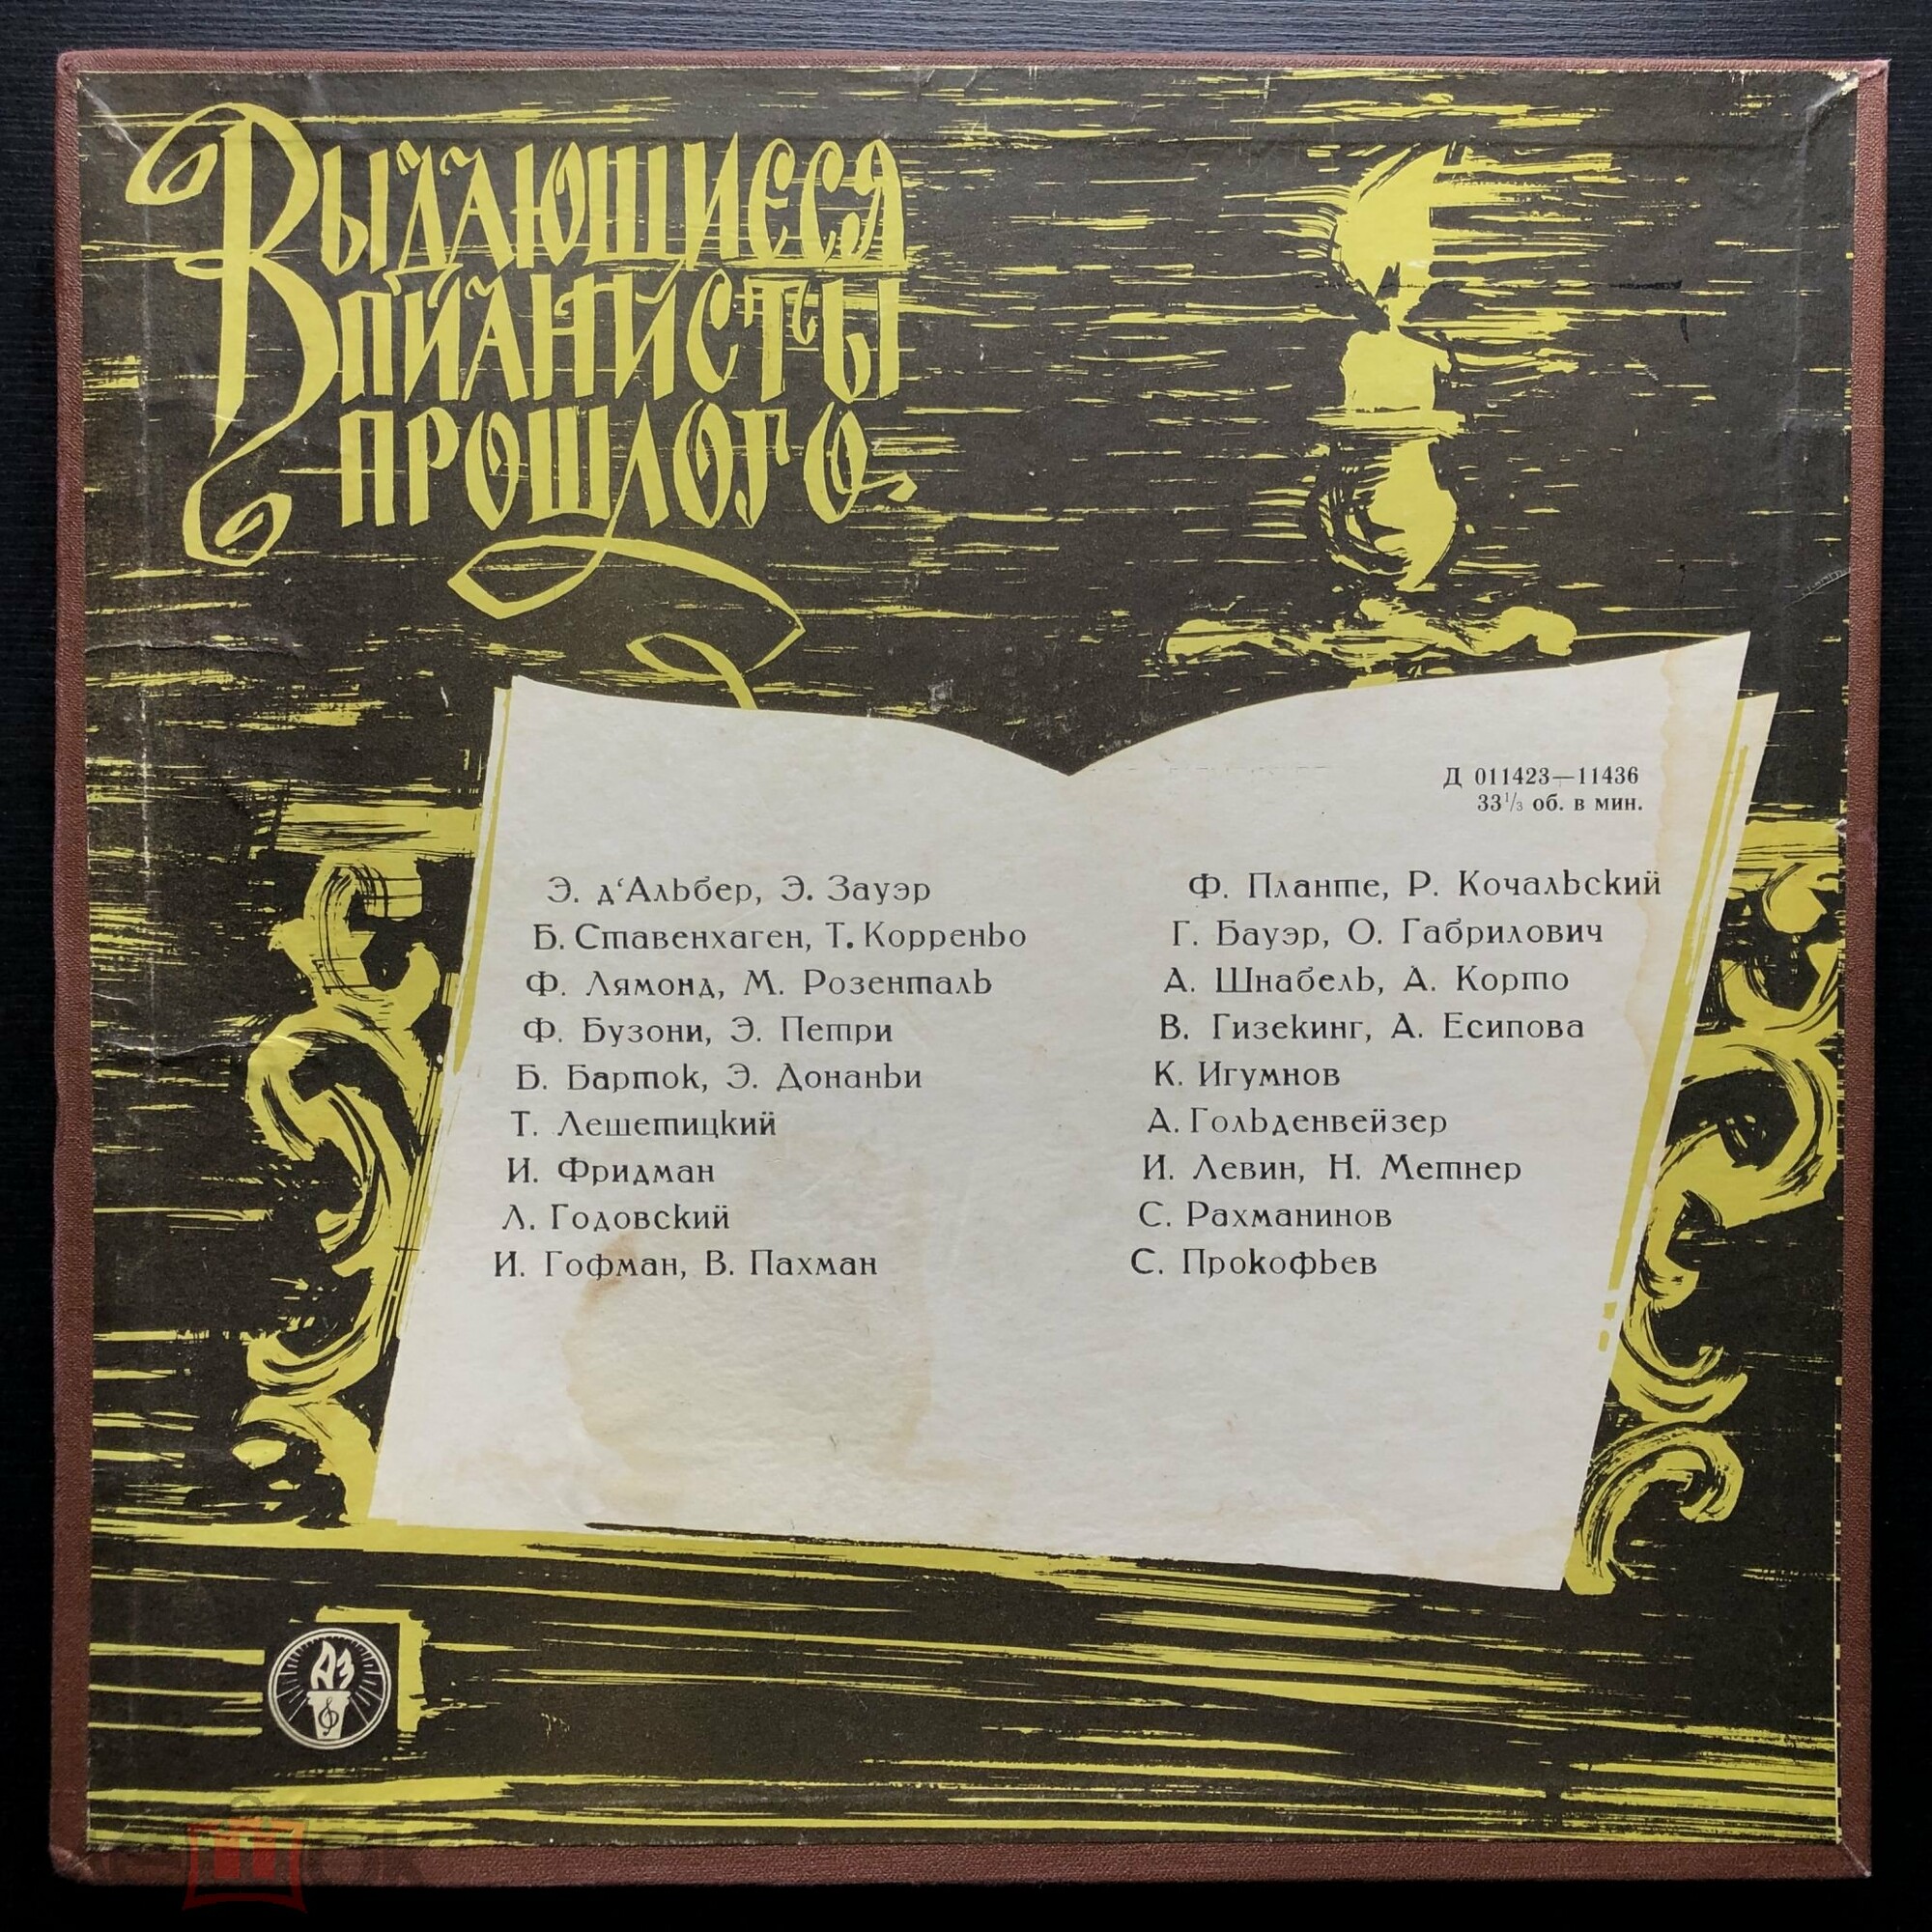 Выдающиеся
пианисты
прошлого
Д 011423—11436
33⅓ об. в мин.
Э. д‘Альбер, Э. Зауэр
Б. Ставенхаген, Т. Корреньо
Ф. Лямонд, М. Розенталь
Ф. Бузони, Э. Петри
Б. Барток, Э. Донаньи
Т. Лешетицкий
И. Фридман
Л. Годовский
И. Гофман, В. Пахман
Ф. Планте, Р. Кочальский
Г. Бауэр, О. Габрилович
А. Шнабель, А. Корто
В. Гизекинг, А. Есипова
К. Игумнов
А. Гольденвейзер
И. Левин, Н. Метнер
С. Рахманинов
С. Прокофьев
АЗ